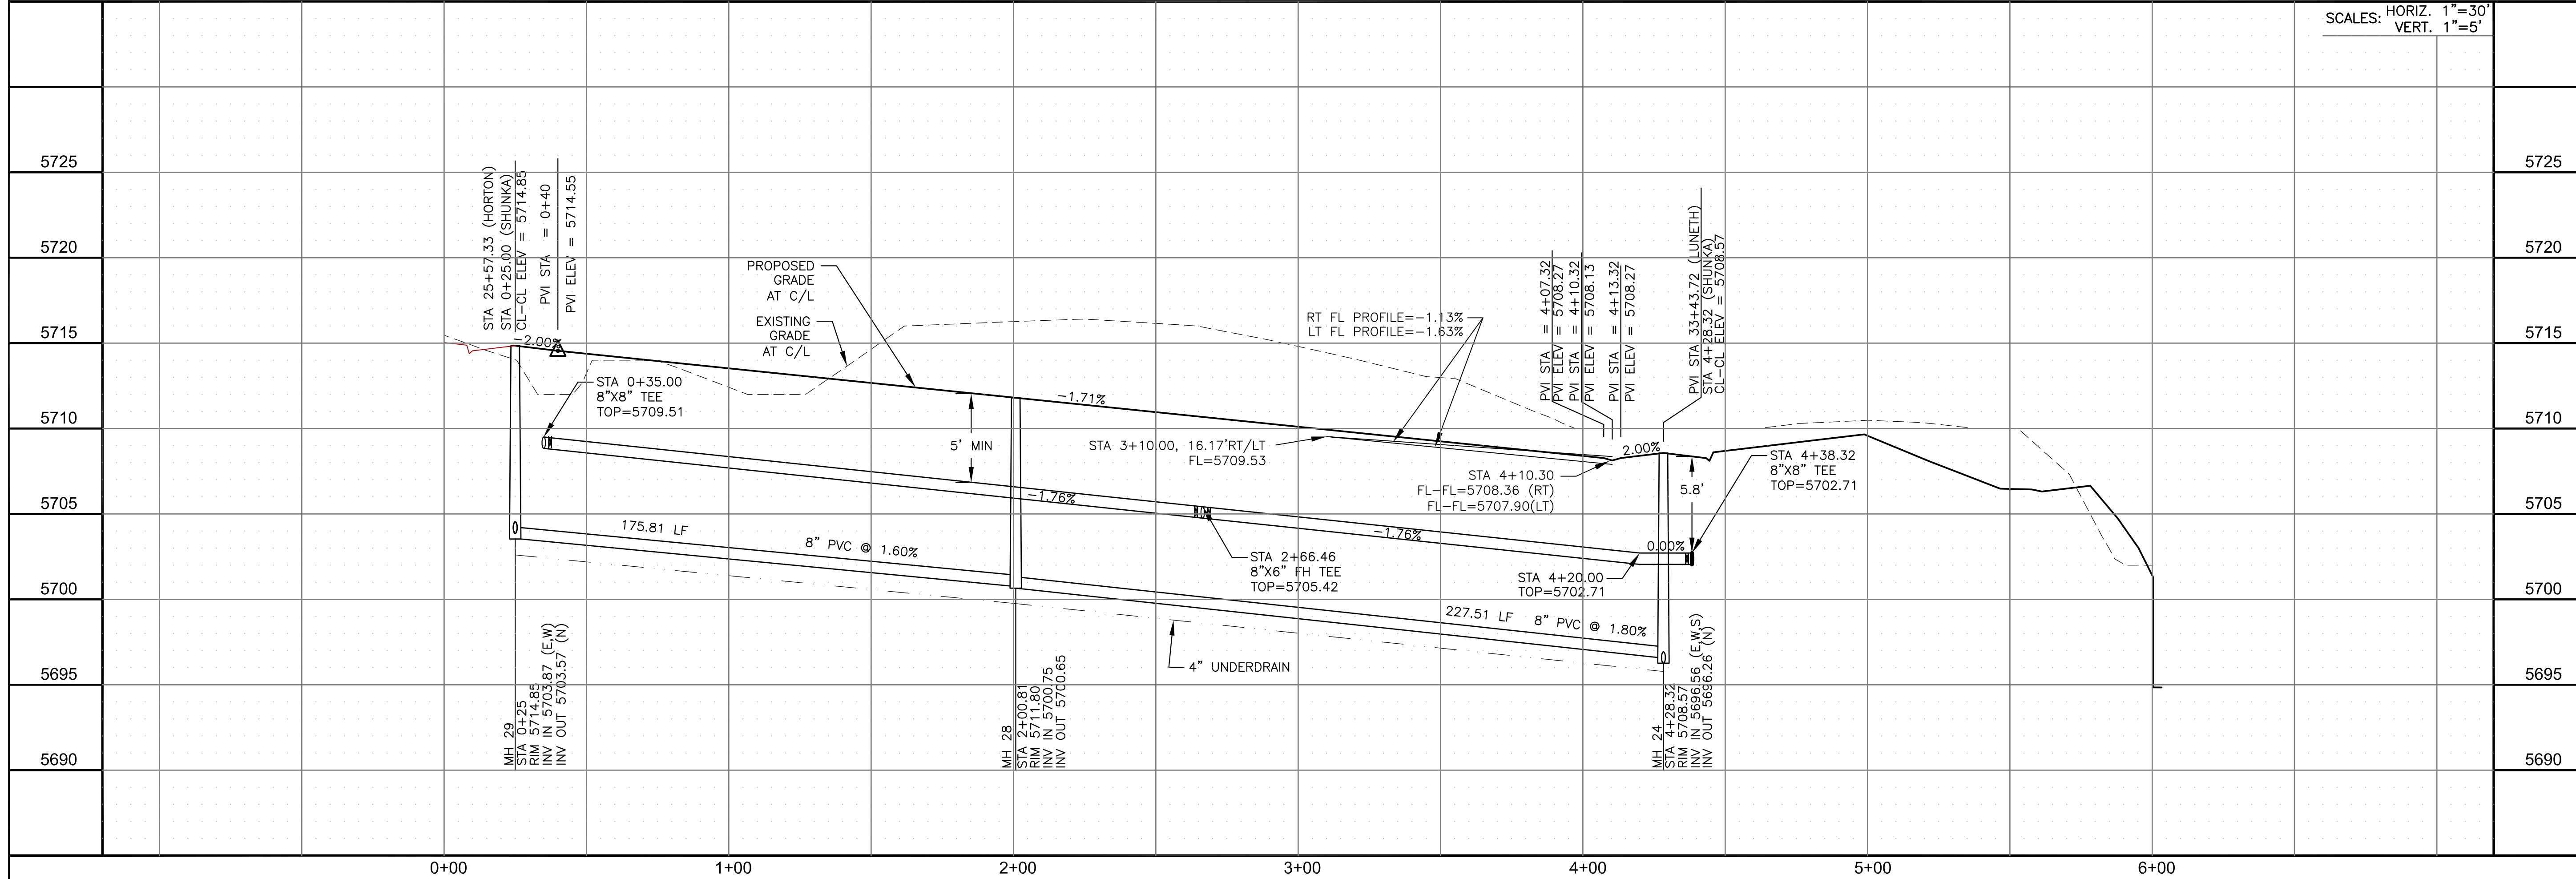 SCALES: HORIZ. 1"=30'
VERT. 1"=5'
5725
5725
5720
5720
5715
5715
5710
5710
5705
5705
5700
5700
5695
5695
5690
5690
STA 25+57.33 (HORTON)
STA 0+25.00 (SHUNKA)
CL-CL ELEV = 5714.85
PVI STA = 0+40
PVI ELEV = 5714.55
-2.00%
PROPOSED
GRADE
AT C/L
EXISTING
GRADE
AT C/L
STA 0+35.00
8"X8" TEE
TOP=5709.51
5' MIN
-1.71%
-1.76%
RT FL PROFILE=-1.13%
LT FL PROFILE=-1.63%
STA 3+10.00, 16.17'RT/LT
FL=5709.53
PVI STA = 4+07.32
PVI ELEV = 5708.27
PVI STA = 4+10.32
PVI ELEV = 5708.13
PVI STA = 4+13.32
PVI ELEV = 5708.27
PVI STA 33+43.72 (LUNETH)
STA 4+28.32 (SHUNKA)
CL-CL ELEV = 5708.57
2.00%
STA 4+10.30
FL-FL=5708.36 (RT)
FL-FL=5707.90(LT)
5.8'
STA 4+38.32
8"X8" TEE
TOP=5702.71
-1.76%
0.00%
STA 4+20.00
TOP=5702.71
STA 2+66.46
8"X6" FH TEE
TOP=5705.42
175.81 LF
8" PVC @ 1.60%
227.51 LF
8" PVC @ 1.80%
4" UNDERDRAIN
MH 29
STA 0+25
RIM 5714.85
INV IN 5703.87 (E,W)
INV OUT 5703.57 (N)
MH 28
STA 2+00.81
RIM 5711.80
INV IN 5700.75
INV OUT 5700.65
MH 24
STA 4+28.32
RIM 5708.57
INV IN 5696.56 (E,W,S)
INV OUT 5696.26 (N)
0+00
1+00
2+00
3+00
4+00
5+00
6+00